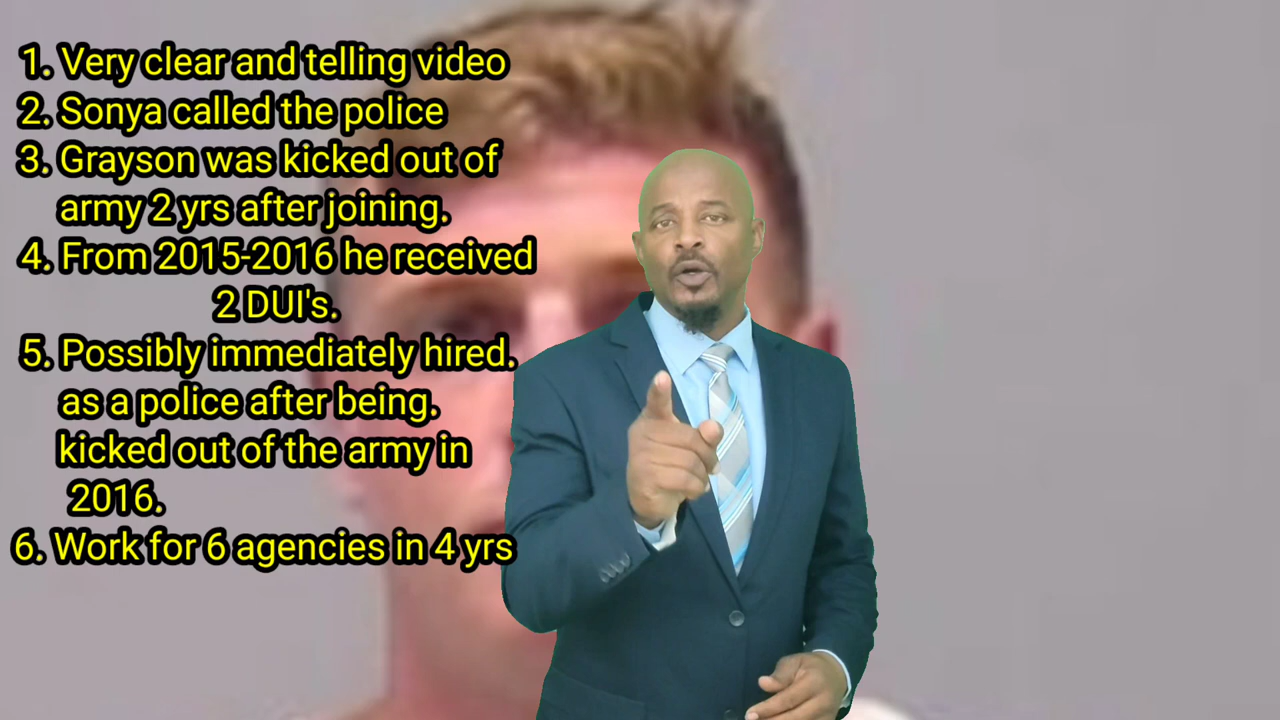 1. Very clear and telling video
2. Sonya called the police
3. Grayson was kicked out of
army 2 yrs after joining.
4. From 2015-2016 he received
2 DUI's.
5. Possibly immediately hired.
as a police after being.
kicked out of the army in
2016.
6. Work for 6 agencies in 4 yrs